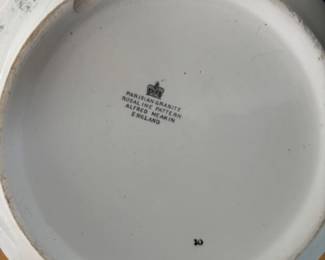 PARISIAN-GRANITE
ROSALINE PATTERN
ALFRED MEAKIN
ENGLAND
10